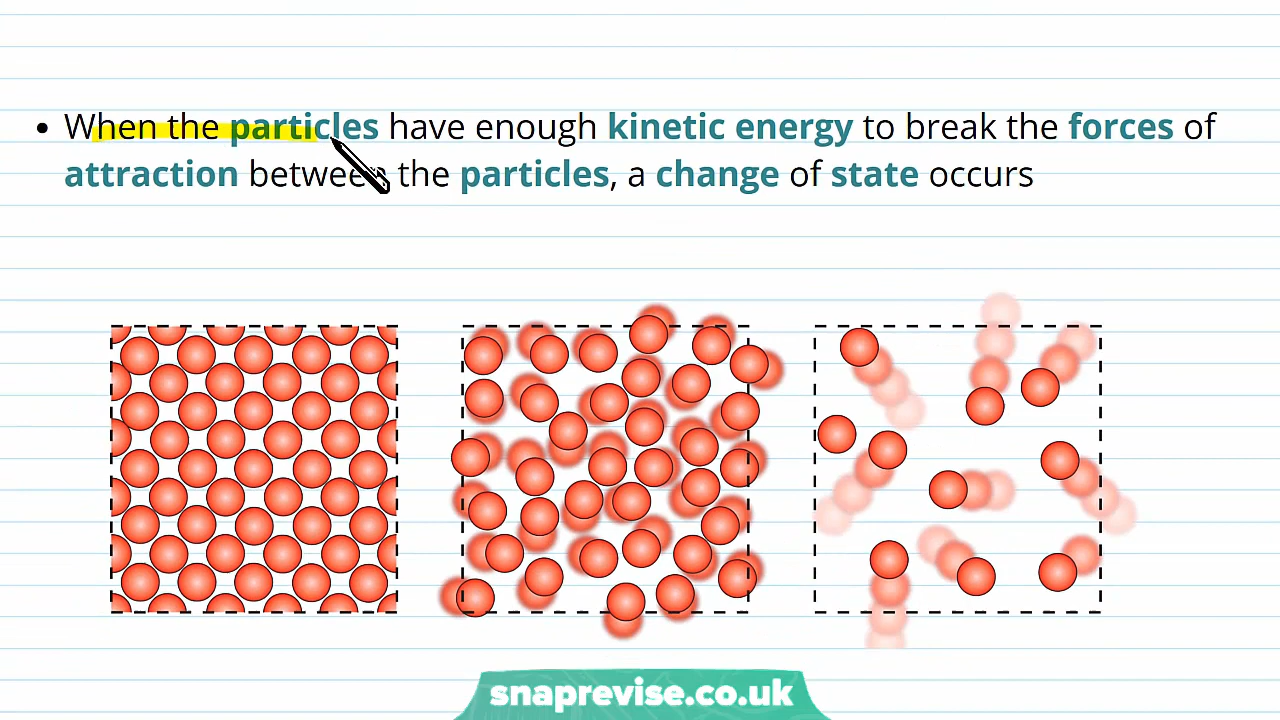 • When the particles have enough kinetic energy to break the forces of
attraction between the particles, a change of state occurs
snaprevise.co.uk